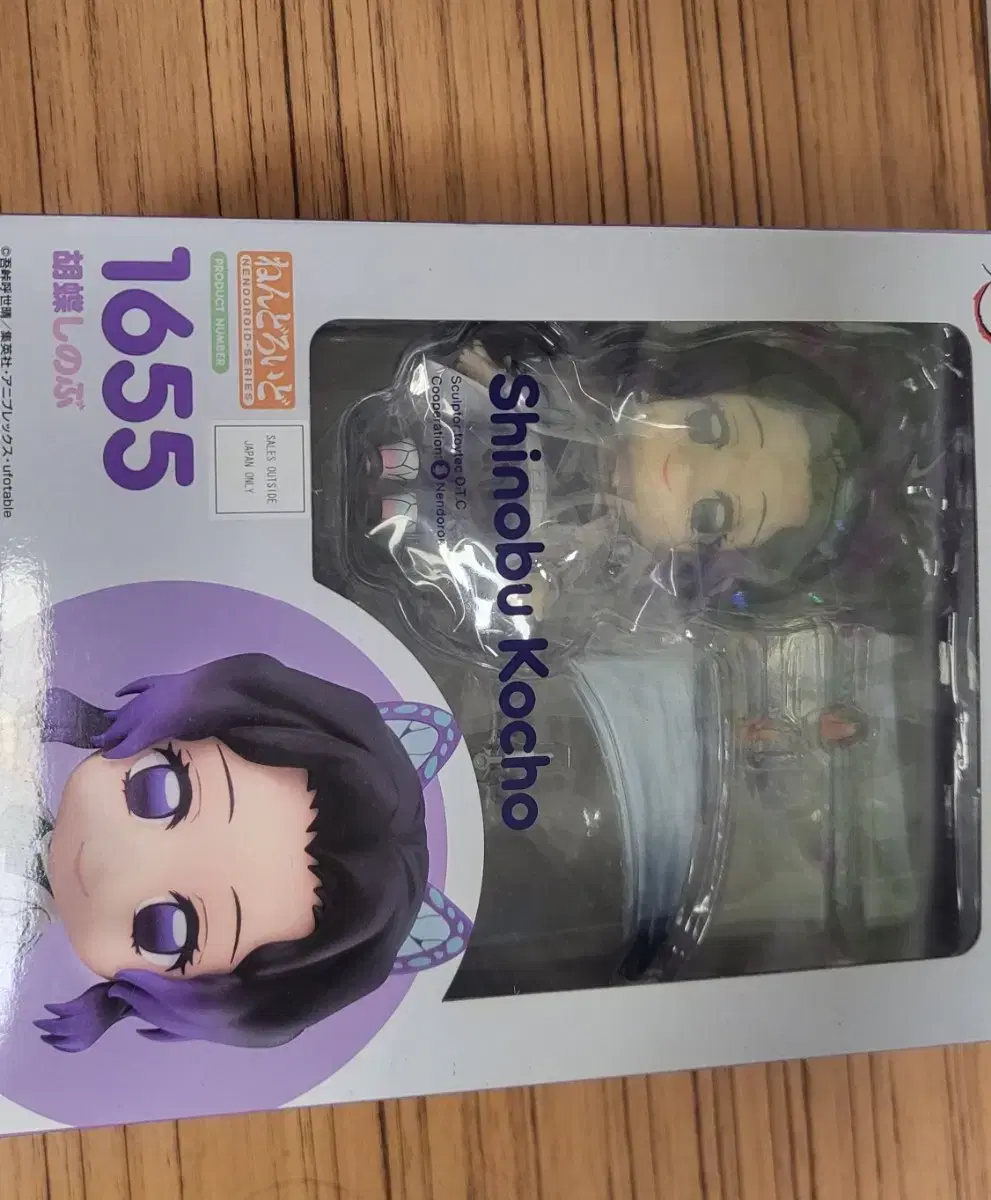 ねんどろいど
NENDOROID-SERIES
PRODUCT NUMBER
1655
胡蝶しのぶ
SALES OUTSIDE
JAPAN ONLY
Shinobu Kocho
Sculptor:toytec D.T.C
Cooperation: Nendoron
©吾峠呼世晴／集英社・アニプレックス・ufotable